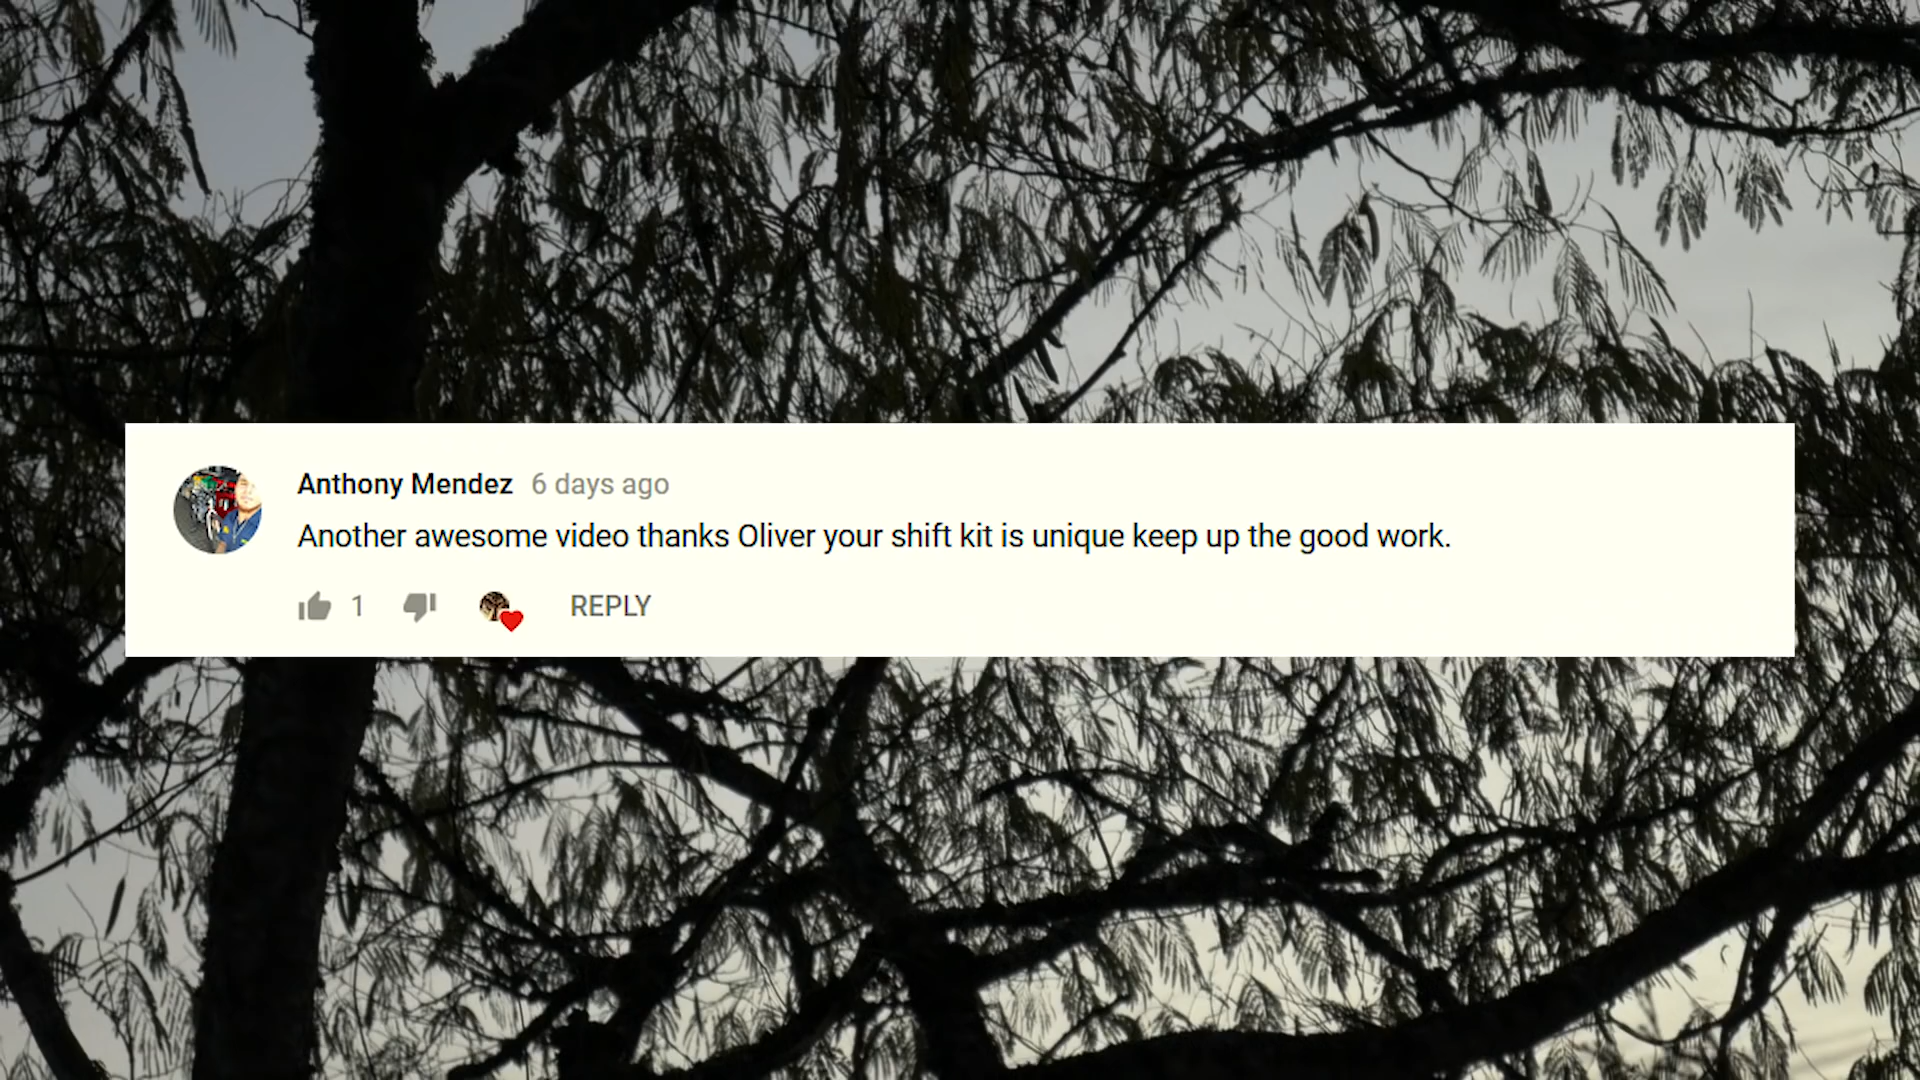 Anthony Mendez 6 days ago
Another awesome video thanks Oliver your shift kit is unique keep up the good work.
1 REPLY